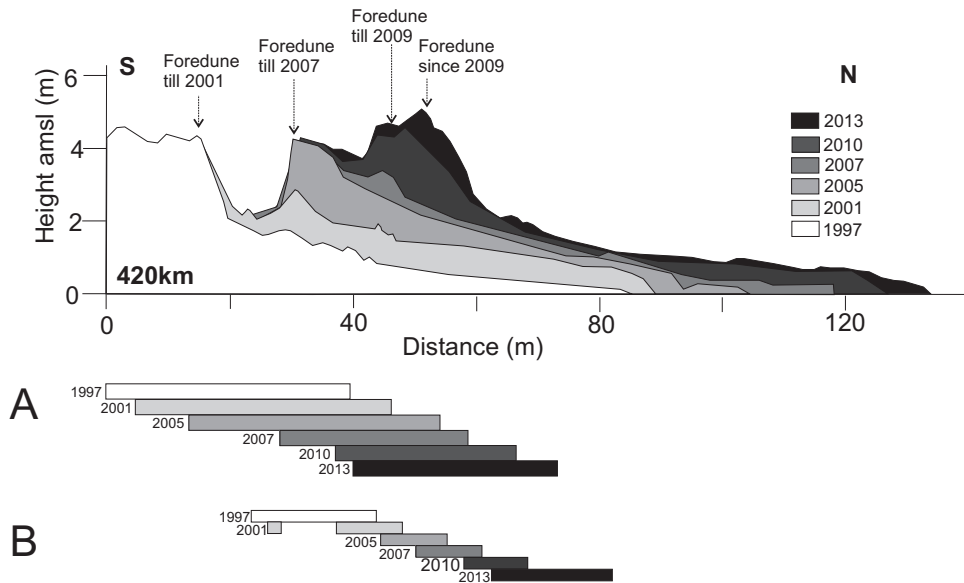 Foredune
till 2009
Foredune
till 2007
Foredune
since 2009
Foredune
till 2001
S
N
Height amsl (m)
6
4
2
0
2013
2010
2007
2005
2001
1997
420km
0
40
80
120
Distance (m)
A
1997
2001
2005
2007
2010
2013
B
1997
2001
2005
2007
2010
2013